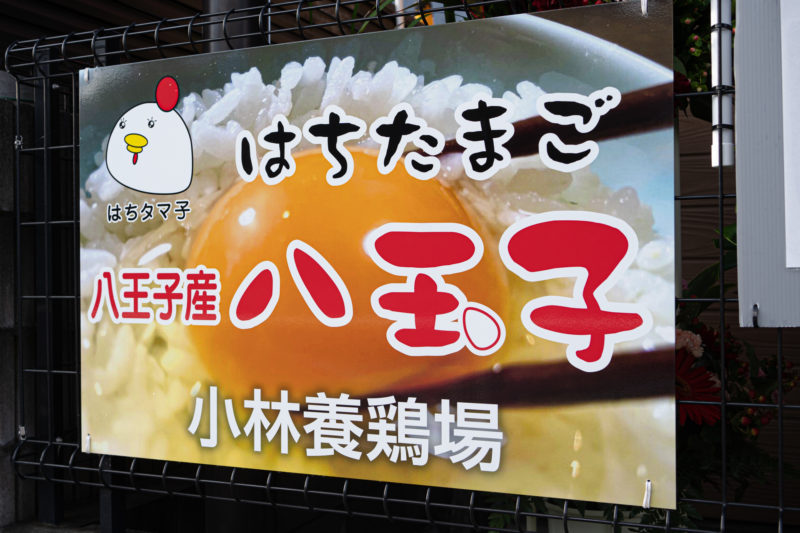 はちたまご
はちタマ子
八王子産 八玉子
小林養鶏場